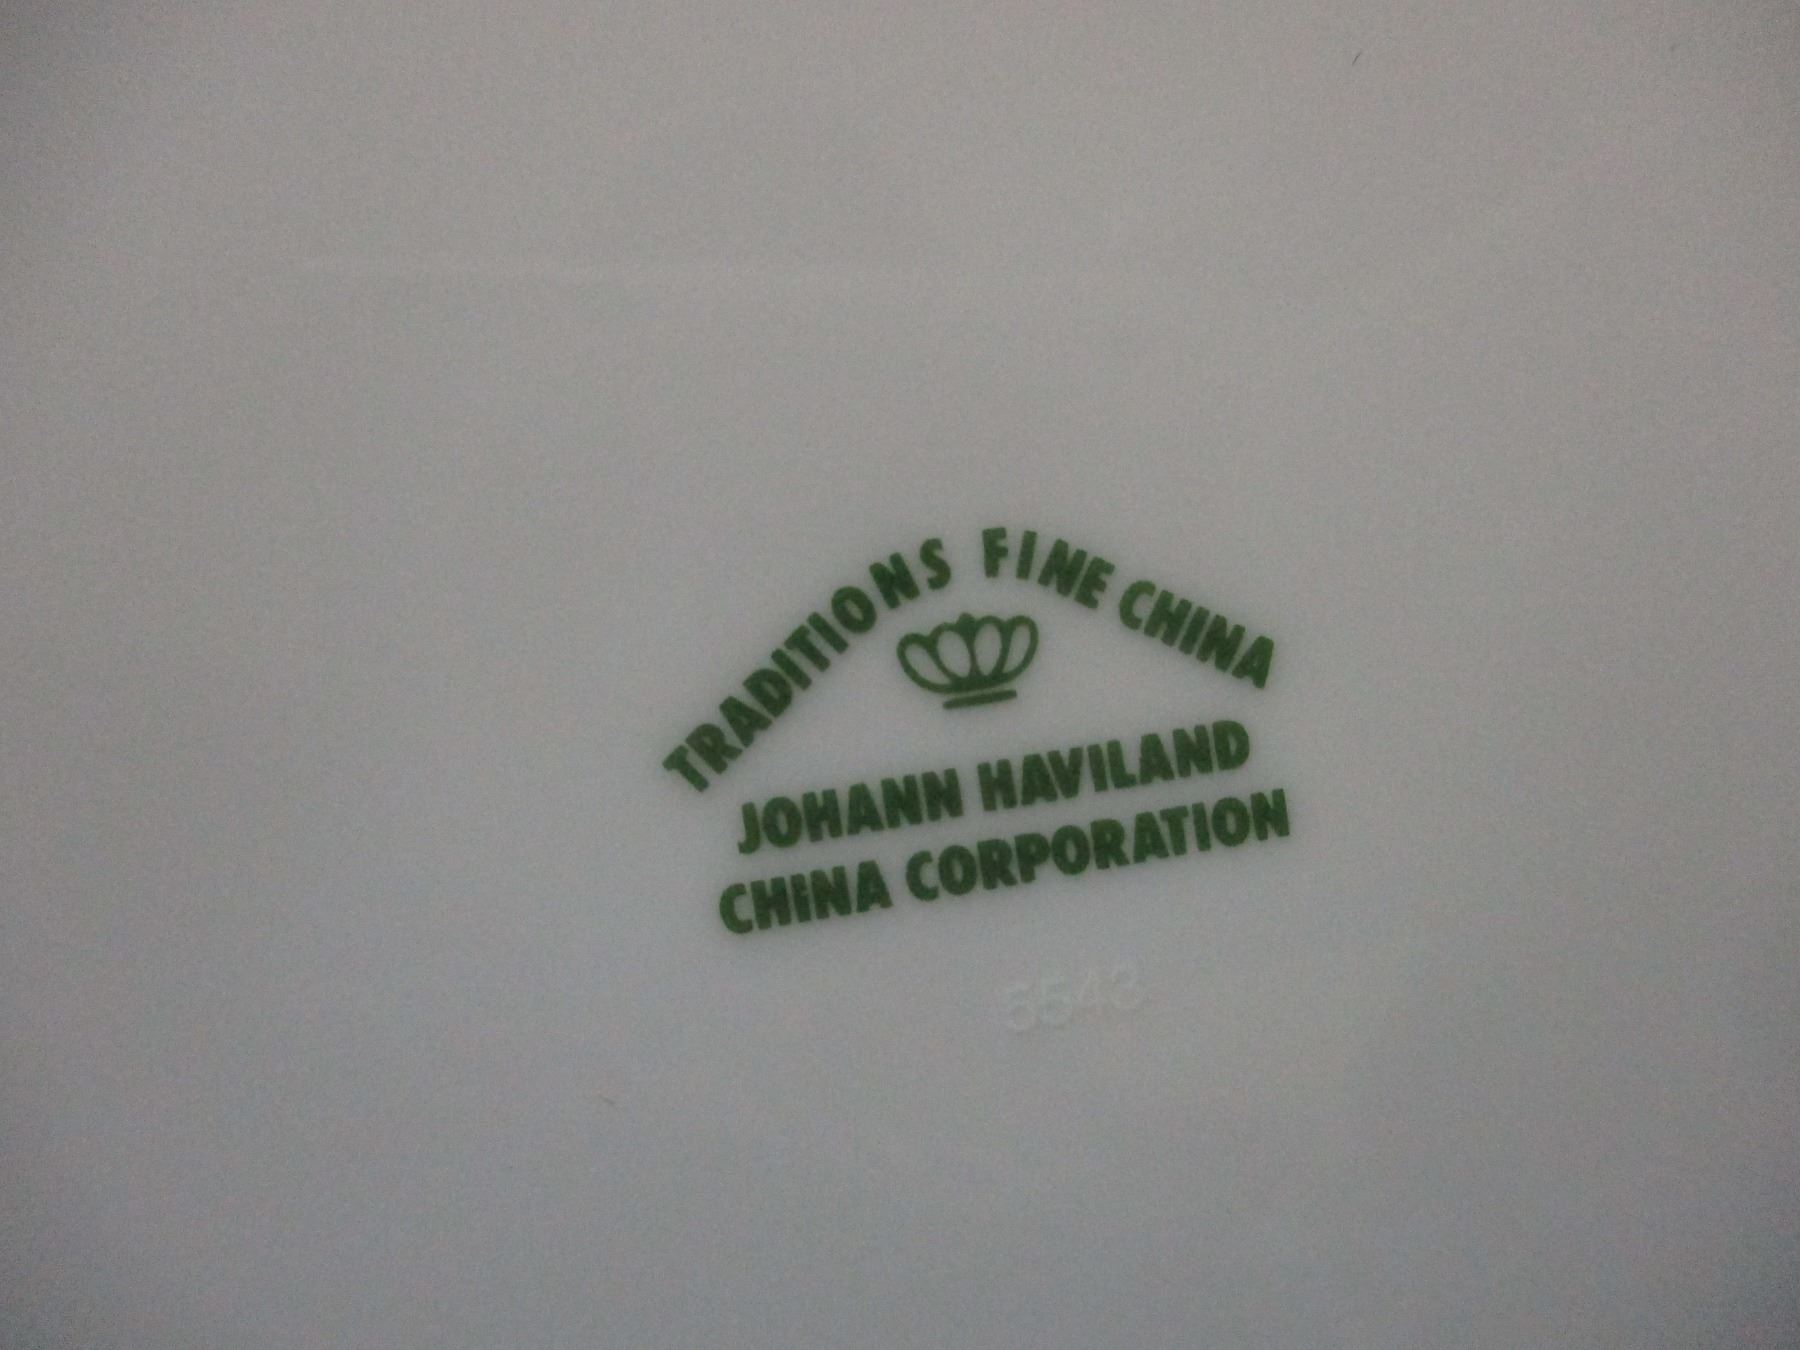 TRADITIONS FINE CHINA
JOHANN HAVILAND
CHINA CORPORATION